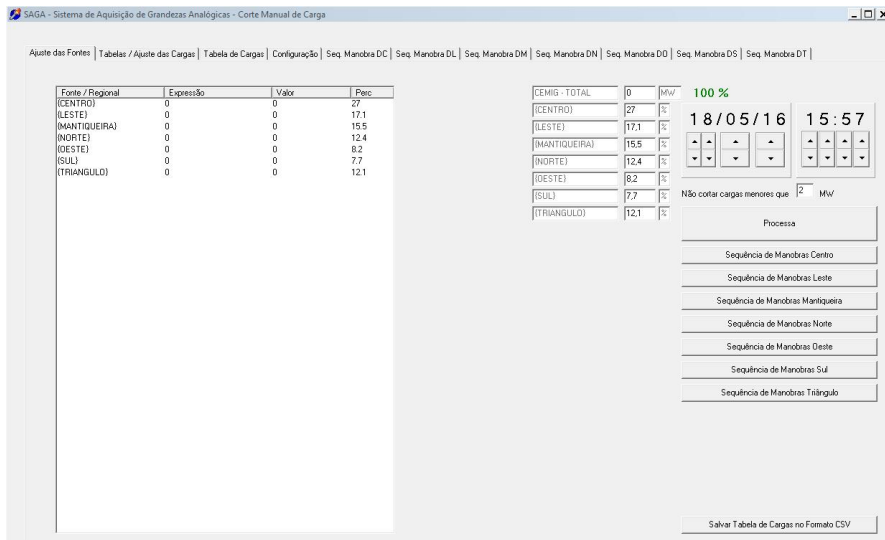 SAGA - Sistema de Aquisição de Grandezas Analógicas - Corte Manual de Carga
Ajuste das Fontes | Tabelas / Ajuste das Cargas | Tabela de Cargas | Configuração | Seq. Manobra DC | Seq. Manobra DL | Seq. Manobra DM | Seq. Manobra DN | Seq. Manobra DO | Seq. Manobra DS | Seq. Manobra DT
Fonte / Regional Expressão Valor Perc
{CENTRO} 0 0 27
{LESTE} 0 0 17.1
{MANTIQUEIRA} 0 0 15.5
{NORTE} 0 0 12.4
{OESTE} 0 0 8.2
{SUL} 0 0 7.7
{TRIANGULO} 0 0 12.1
CEMIG - TOTAL 0 MW 100 %
{CENTRO} 27 %
{LESTE} 17,1 %
{MANTIQUEIRA} 15,5 %
{NORTE} 12,4 %
{OESTE} 8,2 %
{SUL} 7,7 %
{TRIANGULO} 12,1 %
18/05/16 15:57
Não cortar cargas menores que 2 MW
Processa
Sequência de Manobras Centro
Sequência de Manobras Leste
Sequência de Manobras Mantiqueira
Sequência de Manobras Norte
Sequência de Manobras Oeste
Sequência de Manobras Sul
Sequência de Manobras Triângulo
Salvar Tabela de Cargas no Formato CSV